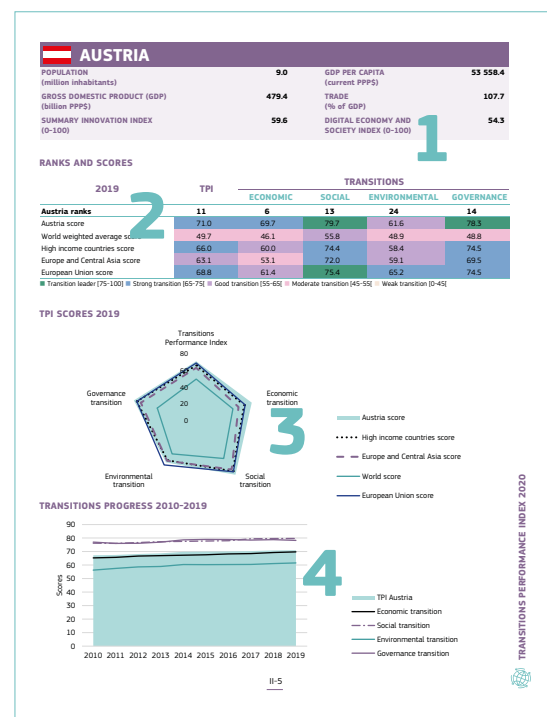 AUSTRIA
POPULATION 9.0 GDP PER CAPITA 53 558.4
(million inhabitants) (current PPP$)
GROSS DOMESTIC PRODUCT (GDP) 479.4 TRADE 107.7
(billion PPP$) (% of GDP)
SUMMARY INNOVATION INDEX 59.6 DIGITAL ECONOMY AND 54.3
(0-100) SOCIETY INDEX (0-100)
1
RANKS AND SCORES
2019 TPI TRANSITIONS
ECONOMIC SOCIAL ENVIRONMENTAL GOVERNANCE
2
Austria ranks 11 6 13 24 14
Austria score 71.0 69.7 79.7 61.6 78.3
World weighted average score 49.7 46.1 55.8 48.9 48.8
High income countries score 66.0 60.0 74.4 58.4 74.5
Europe and Central Asia score 63.1 53.1 72.0 59.1 69.5
European Union score 68.8 61.4 75.4 65.2 74.5
Transition leader [75-100] Strong transition [65-75[ Good transition [55-65[ Moderate transition [45-55[ Weak transition [0-45[
TPI SCORES 2019
Transitions
Performance Index
80
60
40
20
0
Governance
transition
Economic
transition
Environmental
transition
Social
transition
3
Austria score
High income countries score
Europe and Central Asia score
World score
European Union score
TRANSITIONS PROGRESS 2010-2019
90
80
70
60
50
40
30
20
10
0
Scores
2010 2011 2012 2013 2014 2015 2016 2017 2018 2019
4
TPI Austria
Economic transition
Social transition
Environmental transition
Governance transition
TRANSITIONS PERFORMANCE INDEX 2020
II-5